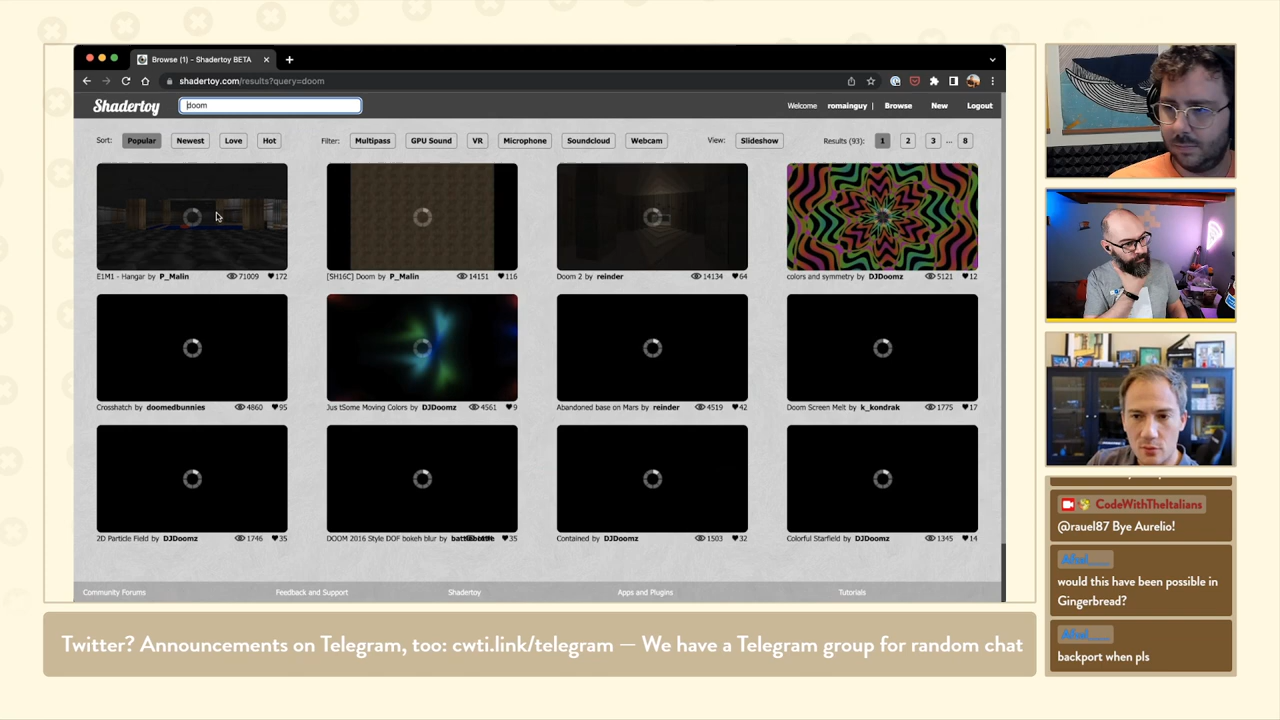 Browse (1) - Shadertoy BETA
shadertoy.com/results?query=doom
Shadertoy
doom
Welcome romainguy | Browse New Logout
Sort: Popular Newest Love Hot Filter: Multipass GPU Sound VR Microphone Soundcloud Webcam View: Slideshow Results (93): 1 2 3 ... 8
E1M1 - Hangar by P_Malin 71009 172
[SH16C] Doom by P_Malin 14151 116
Doom 2 by reinder 14134 64
colors and symmetry by DJDoomz 5121 12
Crosshatch by doomedbunnies 4860 95
Just Some Moving Colors by DJDoomz 4561 9
Abandoned base on Mars by reinder 4519 42
Doom Screen Melt by k_kondrak 1775 17
2D Particle Field by DJDoomz 1746 35
DOOM 2016 Style DOF bokeh blur by 35
Contained by DJDoomz 1503 32
Colorful Starfield by DJDoomz 1345 14
Community Forums Feedback and Support Shadertoy Apps and Plugins Tutorials
CodeWithTheItalians
@rauel87 Bye Aurelio!
would this have been possible in
Gingerbread?
backport when pls
Twitter? Announcements on Telegram, too: cwti.link/telegram — We have a Telegram group for random chat